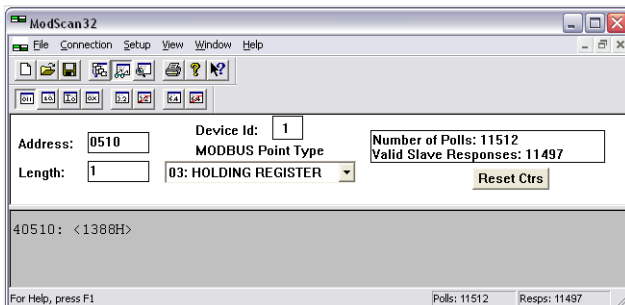 ModScan32
File Connection Setup View Window Help
Address: 0510
Device Id: 1
MODBUS Point Type
Length: 1
03: HOLDING REGISTER
Number of Polls: 11512
Valid Slave Responses: 11497
Reset Ctrs
40510: <1388H>
For Help, press F1
Polls: 11512
Resps: 11497